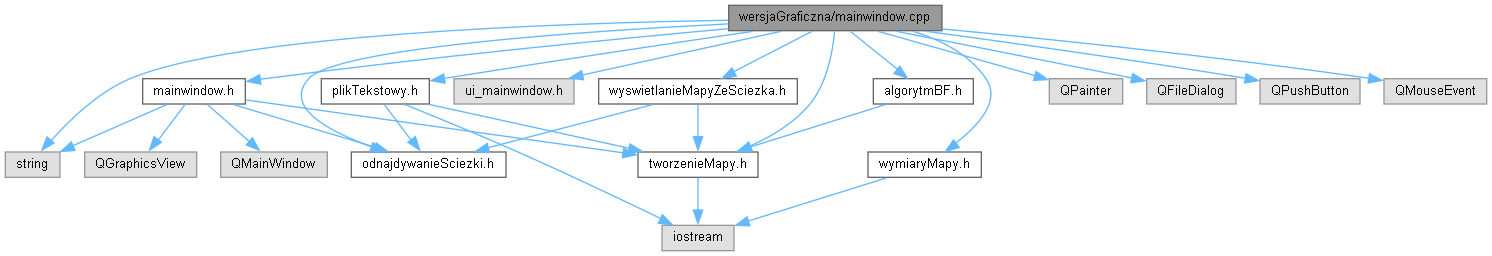 wersjaGraficzna/mainwindow.cpp
mainwindow.h
plikTekstowy.h
ui_mainwindow.h
wyswietlanieMapyZeSciezka.h
algorytmBF.h
QPainter
QFileDialog
QPushButton
QMouseEvent
string
QGraphicsView
QMainWindow
odnajdywanieSciezki.h
tworzenieMapy.h
wymiaryMapy.h
iostream